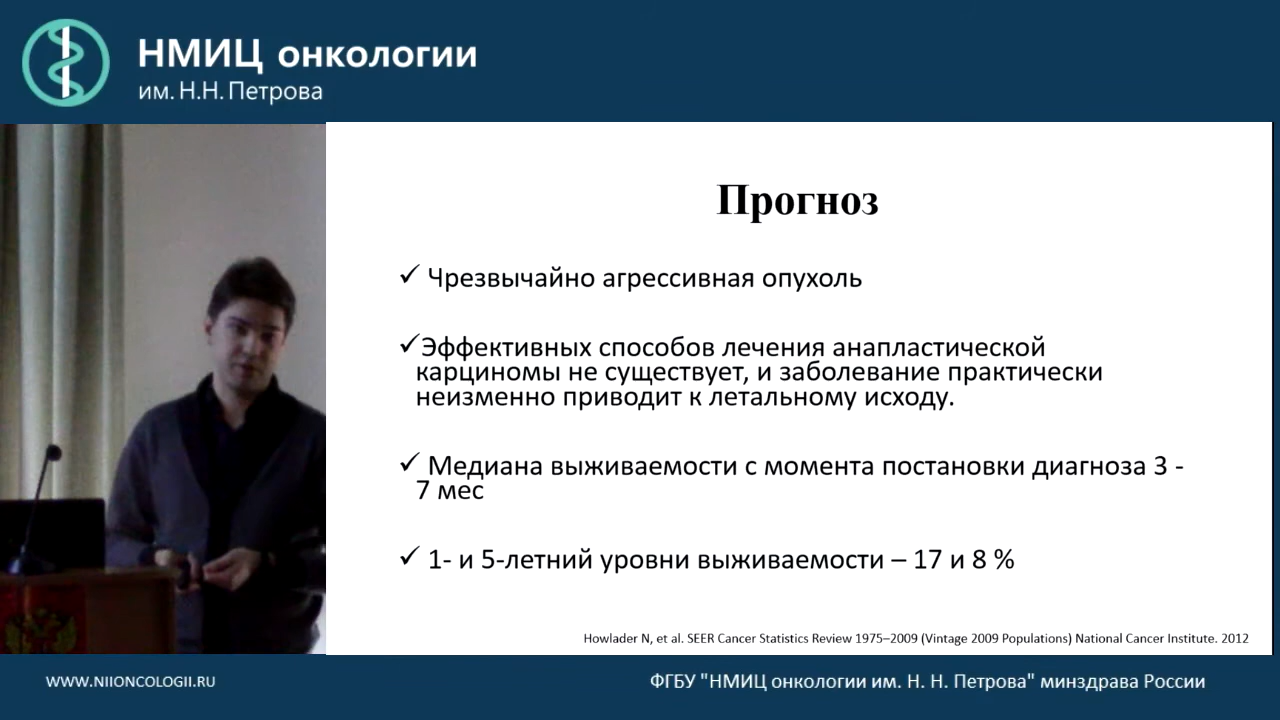 НМИЦ онкологии
им. Н.Н. Петрова
Прогноз
Чрезвычайно агрессивная опухоль
Эффективных способов лечения анапластической
карциномы не существует, и заболевание практически
неизменно приводит к летальному исходу.
Медиана выживаемости с момента постановки диагноза 3 -
7 мес
1- и 5-летний уровни выживаемости – 17 и 8 %
Howlader N, et al. SEER Cancer Statistics Review 1975–2009 (Vintage 2009 Populations) National Cancer Institute. 2012
WWW.NIIONCOLOGII.RU
ФГБУ "НМИЦ онкологии им. Н. Н. Петрова" минздрава России